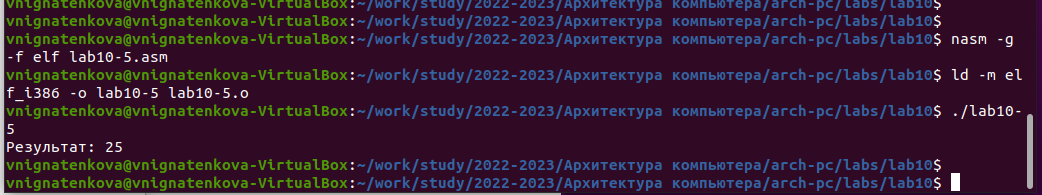 vnignatenkova@vnignatenkova-VirtualBox:~/work/study/2022-2023/Архитектура компьютера/arch-pc/labs/lab10$
vnignatenkova@vnignatenkova-VirtualBox:~/work/study/2022-2023/Архитектура компьютера/arch-pc/labs/lab10$
vnignatenkova@vnignatenkova-VirtualBox:~/work/study/2022-2023/Архитектура компьютера/arch-pc/labs/lab10$ nasm -g
-f elf lab10-5.asm
vnignatenkova@vnignatenkova-VirtualBox:~/work/study/2022-2023/Архитектура компьютера/arch-pc/labs/lab10$ ld -m el
f_i386 -o lab10-5 lab10-5.o
vnignatenkova@vnignatenkova-VirtualBox:~/work/study/2022-2023/Архитектура компьютера/arch-pc/labs/lab10$ ./lab10-
5
Результат: 25
vnignatenkova@vnignatenkova-VirtualBox:~/work/study/2022-2023/Архитектура компьютера/arch-pc/labs/lab10$
vnignatenkova@vnignatenkova-VirtualBox:~/work/study/2022-2023/Архитектура компьютера/arch-pc/labs/lab10$